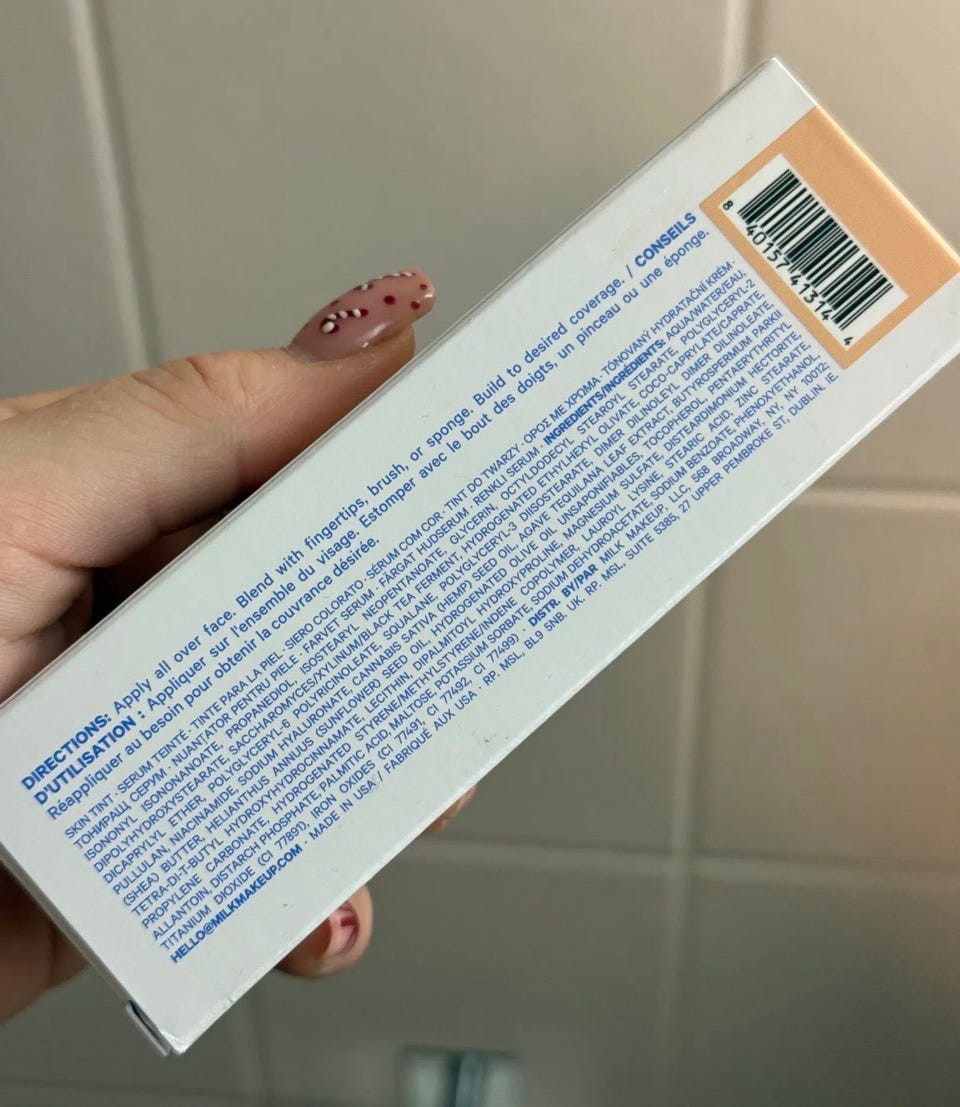 DIRECTIONS: Apply all over face. Blend with fingertips, brush, or sponge. Build to desired coverage. / CONSEILS
D'UTILISATION : Appliquer sur l'ensemble du visage. Estomper avec le bout des doigts, un pinceau ou une éponge.
Réappliquer au besoin pour obtenir la couvrance désirée.
SKIN TINT · SERUM TEINTÉ · TINTE PARA LA PIEL · SIERO COLORATO · SÉRUM COM COR · TINT DO TWARZY · ΟΡΟΣ ΜΕ ΧΡΩΜΑ · TÓNOVANÝ HYDRATAČNÍ KRÉM ·
ТОНИРАЩ СЕРУМ · NUANȚATOR PENTRU PIELE · FARVET SERUM · FÄRGAT HUDSERUM · RENKLİ SERUM · INGREDIENTS/INGRÉDIENTS: AQUA/WATER/EAU,
ISONONYL ISONONANOATE, PROPANEDIOL, ISOSTEARYL NEOPENTANOATE, GLYCERIN, OCTYLDODECYL STEAROYL STEARATE, POLYGLYCERYL-2
DIPOLYHYDROXYSTEARATE, SACCHAROMYCES/XYLINUM/BLACK TEA FERMENT, HYDROGENATED ETHYLHEXYL OLIVATE, COCO-CAPRYLATE/CAPRATE,
DICAPRYLYL ETHER, POLYGLYCERYL-6 POLYRICINOLEATE, SQUALANE, POLYGLYCERYL-3 DIISOSTEARATE, DIMER DILINOLEYL DIMER DILINOLEATE,
PULLULAN, NIACINAMIDE, SODIUM HYALURONATE, CANNABIS SATIVA (HEMP) SEED OIL, AGAVE TEQUILANA LEAF EXTRACT, BUTYROSPERMUM PARKII
(SHEA) BUTTER, HELIANTHUS ANNUUS (SUNFLOWER) SEED OIL, HYDROGENATED OLIVE OIL UNSAPONIFIABLES, TOCOPHEROL, PENTAERYTHRITYL
TETRA-DI-T-BUTYL HYDROXYHYDROCINNAMATE, LECITHIN, DIPALMITOYL HYDROXYPROLINE, MAGNESIUM SULFATE, DISTEARDIMONIUM HECTORITE,
PROPYLENE CARBONATE, HYDROGENATED STYRENE/METHYLSTYRENE/INDENE COPOLYMER, LAUROYL LYSINE, STEARIC ACID, ZINC STEARATE,
ALLANTOIN, DISTARCH PHOSPHATE, PALMITIC ACID, MALTOSE, POTASSIUM SORBATE, SODIUM DEHYDROACETATE, SODIUM BENZOATE, PHENOXYETHANOL,
TITANIUM DIOXIDE (CI 77891), IRON OXIDES (CI 77491, CI 77492, CI 77499) · DISTR. BY/PAR MILK MAKEUP, LLC, 568 BROADWAY, NY, NY 10012
HELLO@MILKMAKEUP.COM MADE IN USA / FABRIQUÉ AUX USA · RP. MSL, BL9 5NB. UK. RP. MSL, SUITE 5385, 27 UPPER PEMBROKE ST, DUBLIN. IE.
8 40157 41314 4